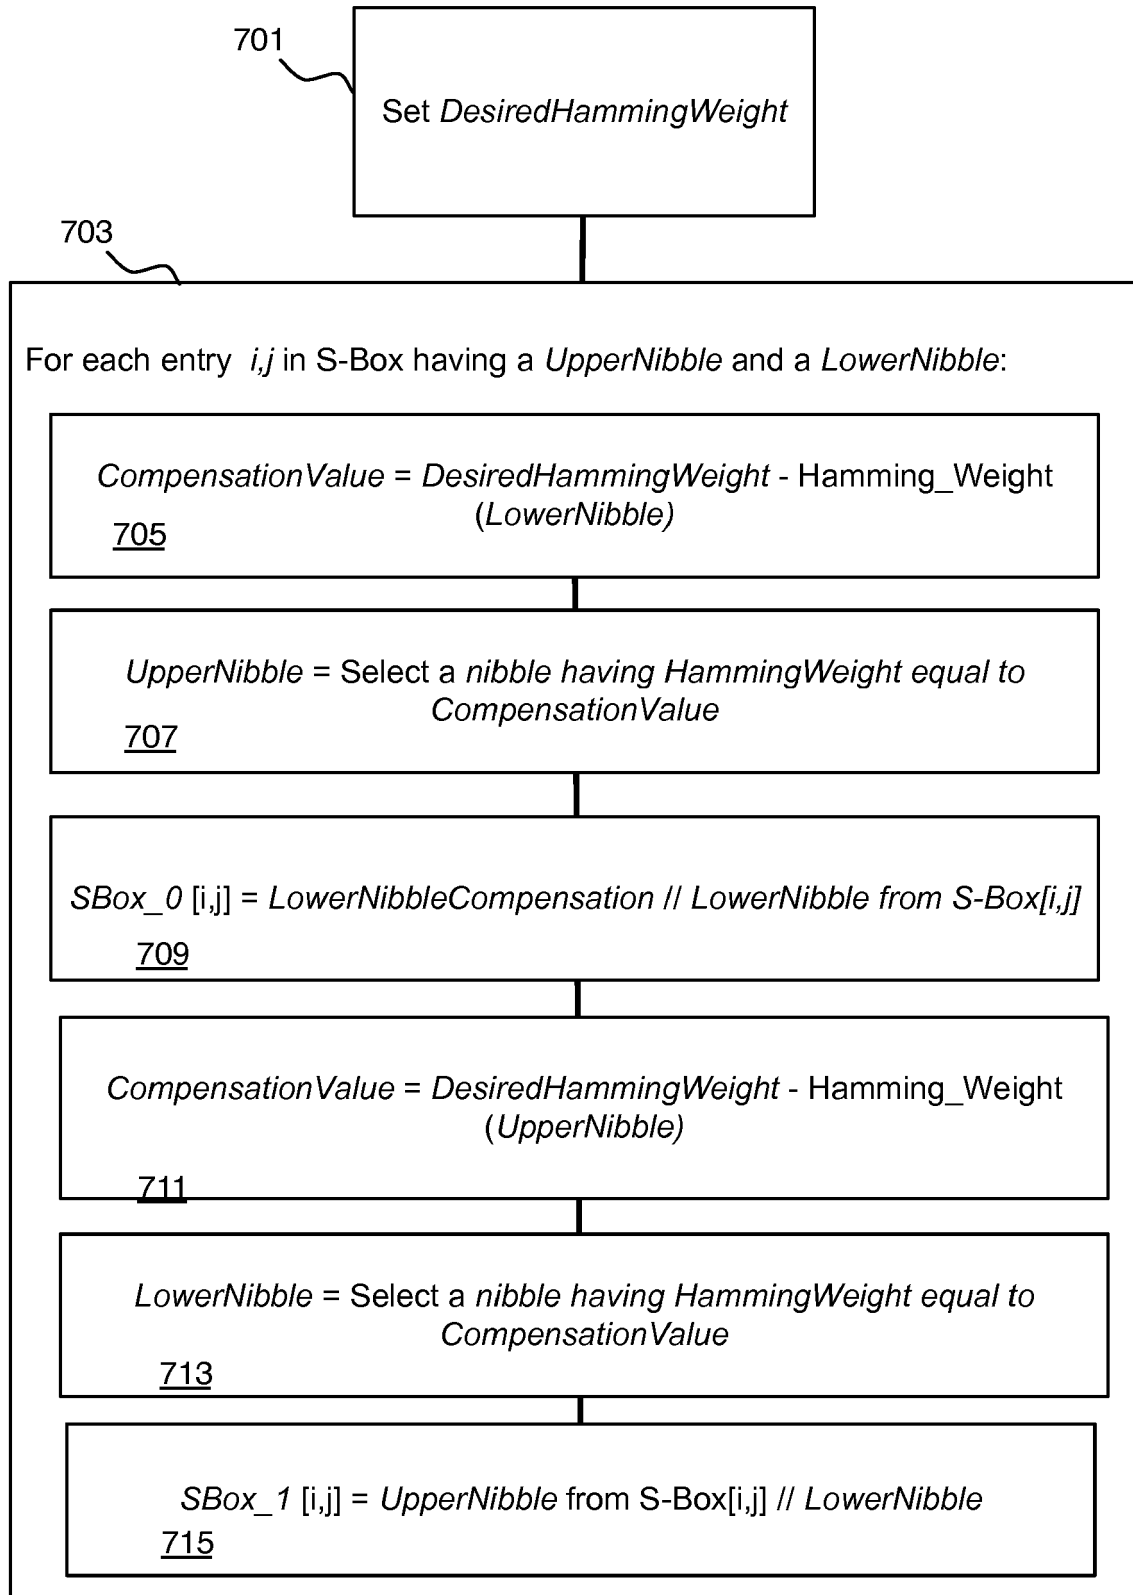 701
Set DesiredHammingWeight
703
For each entry i,j in S-Box having a UpperNibble and a LowerNibble:
CompensationValue = DesiredHammingWeight - Hamming_Weight
(LowerNibble)
705
UpperNibble = Select a nibble having HammingWeight equal to
CompensationValue
707
SBox_0 [i,j] = LowerNibbleCompensation // LowerNibble from S-Box[i,j]
709
CompensationValue = DesiredHammingWeight - Hamming_Weight
(UpperNibble)
711
LowerNibble = Select a nibble having HammingWeight equal to
CompensationValue
713
SBox_1 [i,j] = UpperNibble from S-Box[i,j] // LowerNibble
715